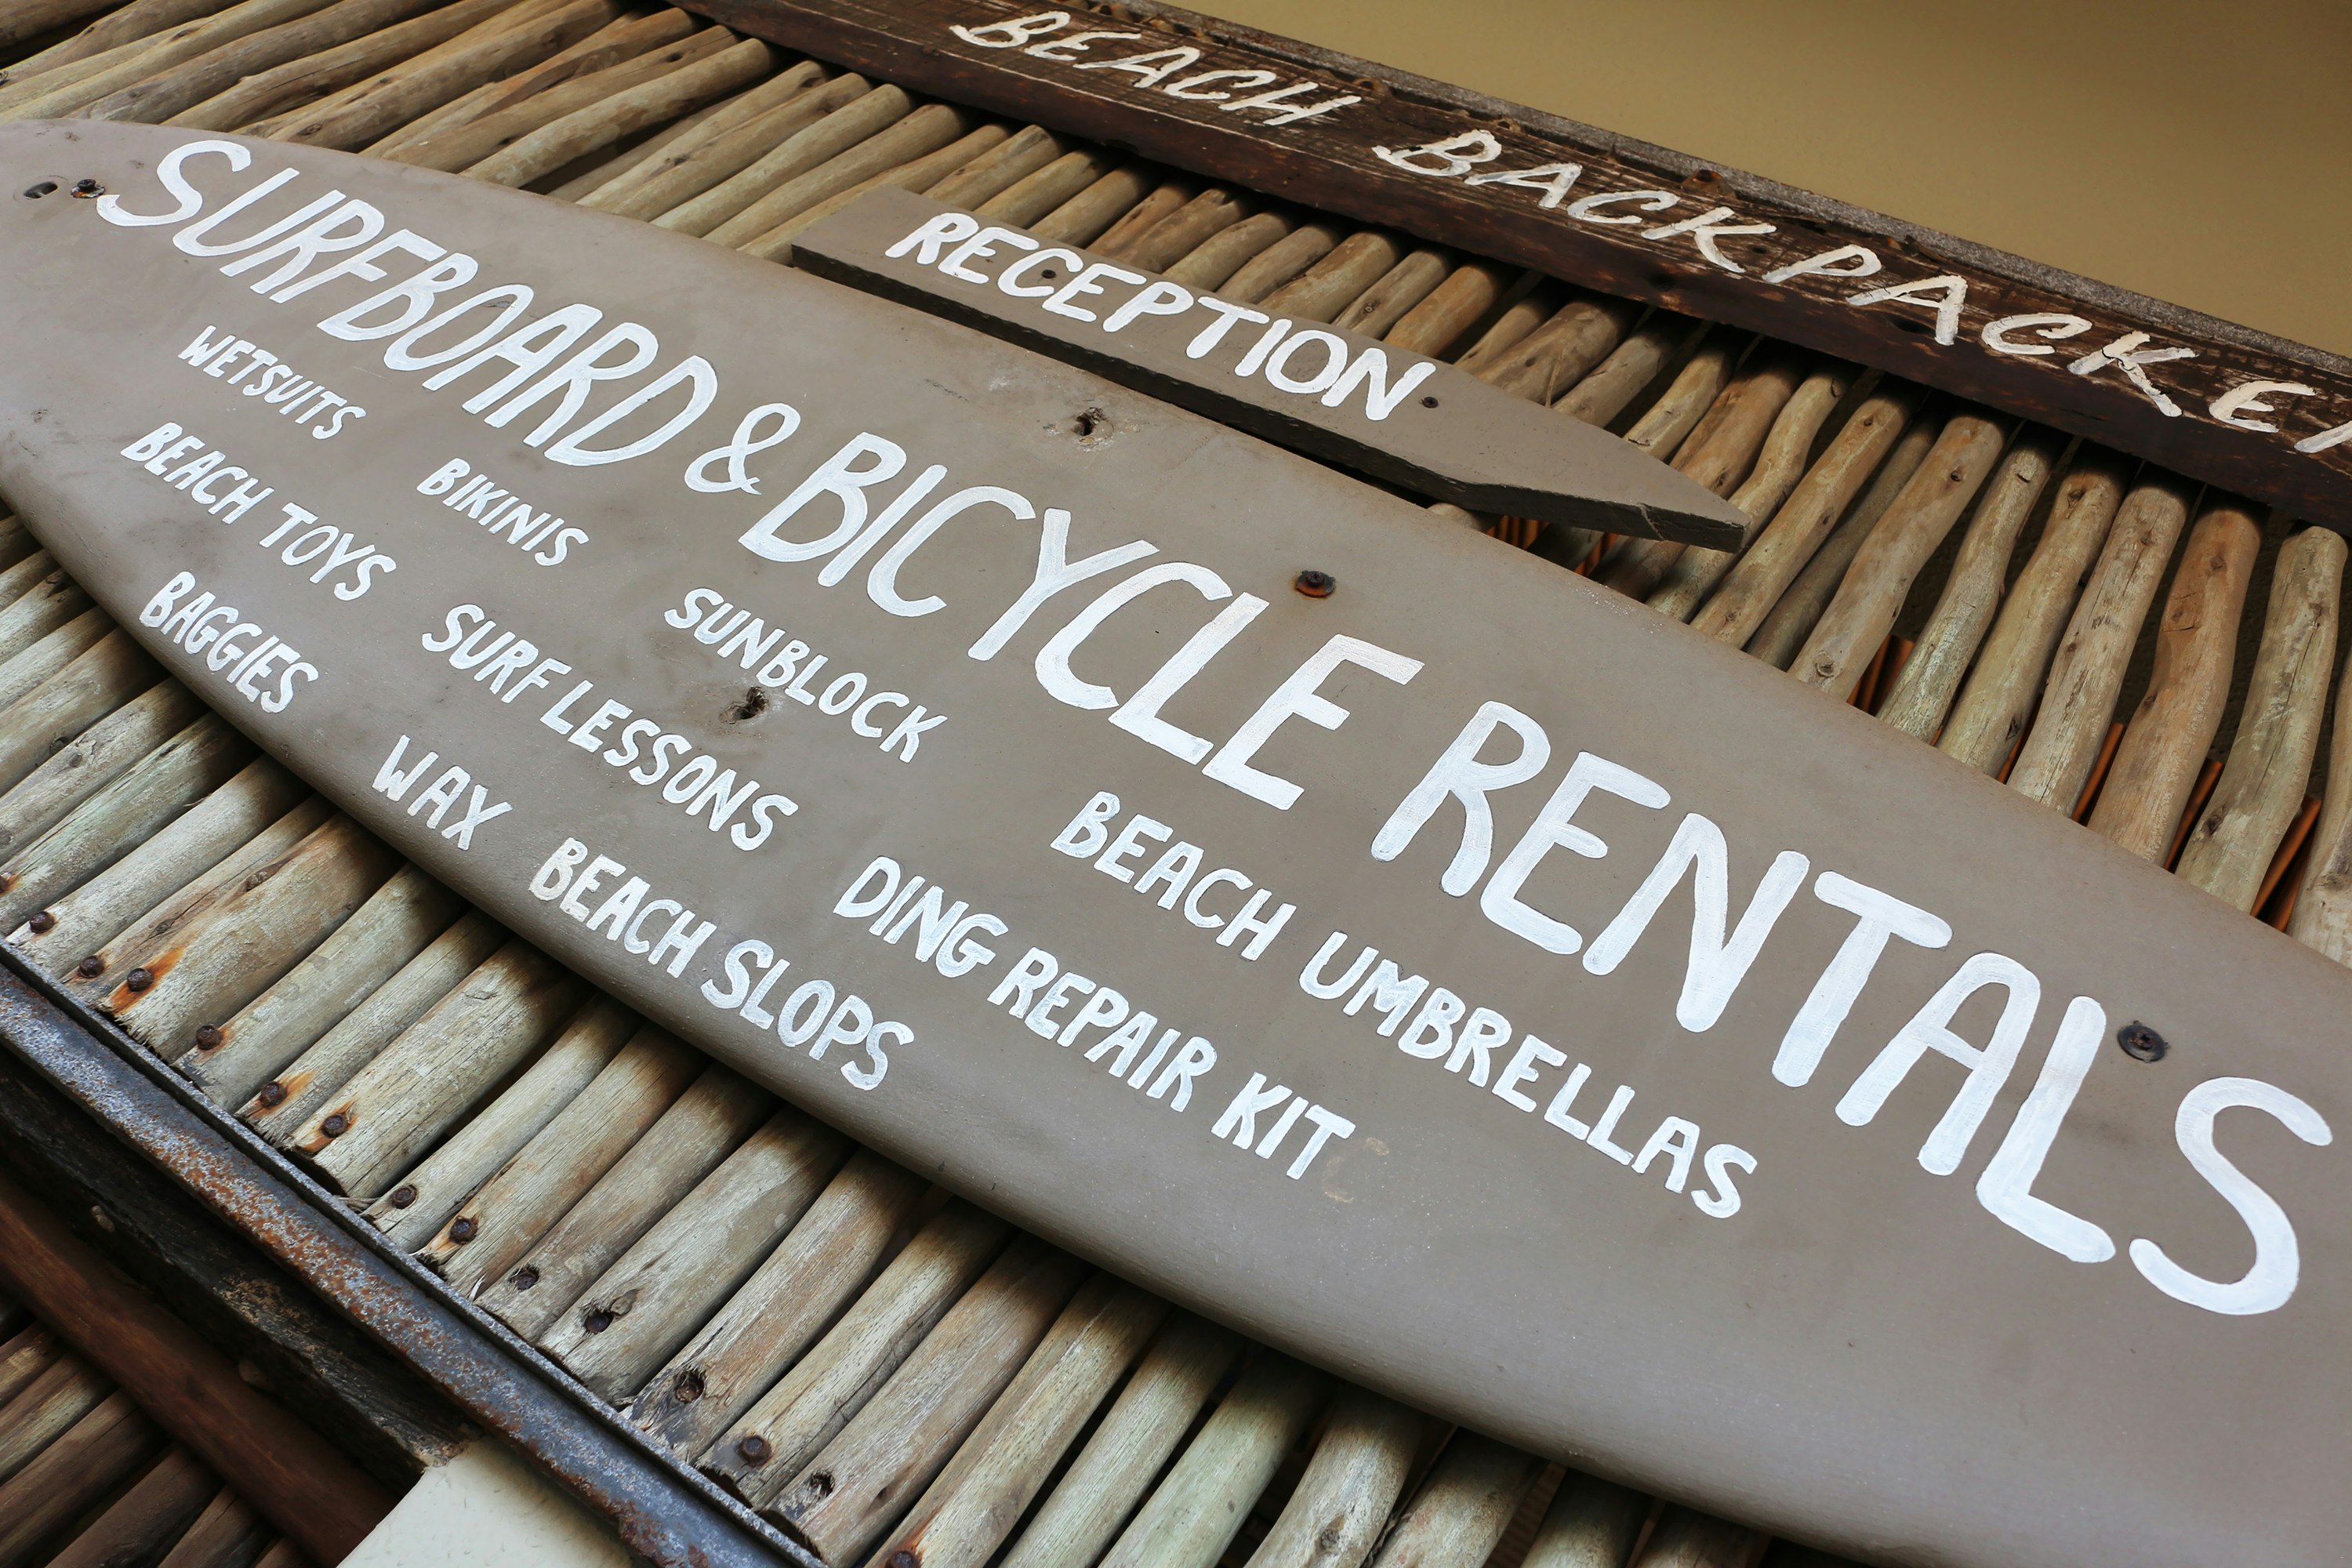 BEACH BACKPACKE
RECEPTION
SURFBOARD & BICYCLE RENTALS
WETSUITS
BIKINIS
SUNBLOCK
BEACH UMBRELLAS
BEACH TOYS
SURF LESSONS
DING REPAIR KIT
BAGGIES
WAX
BEACH SLOPS